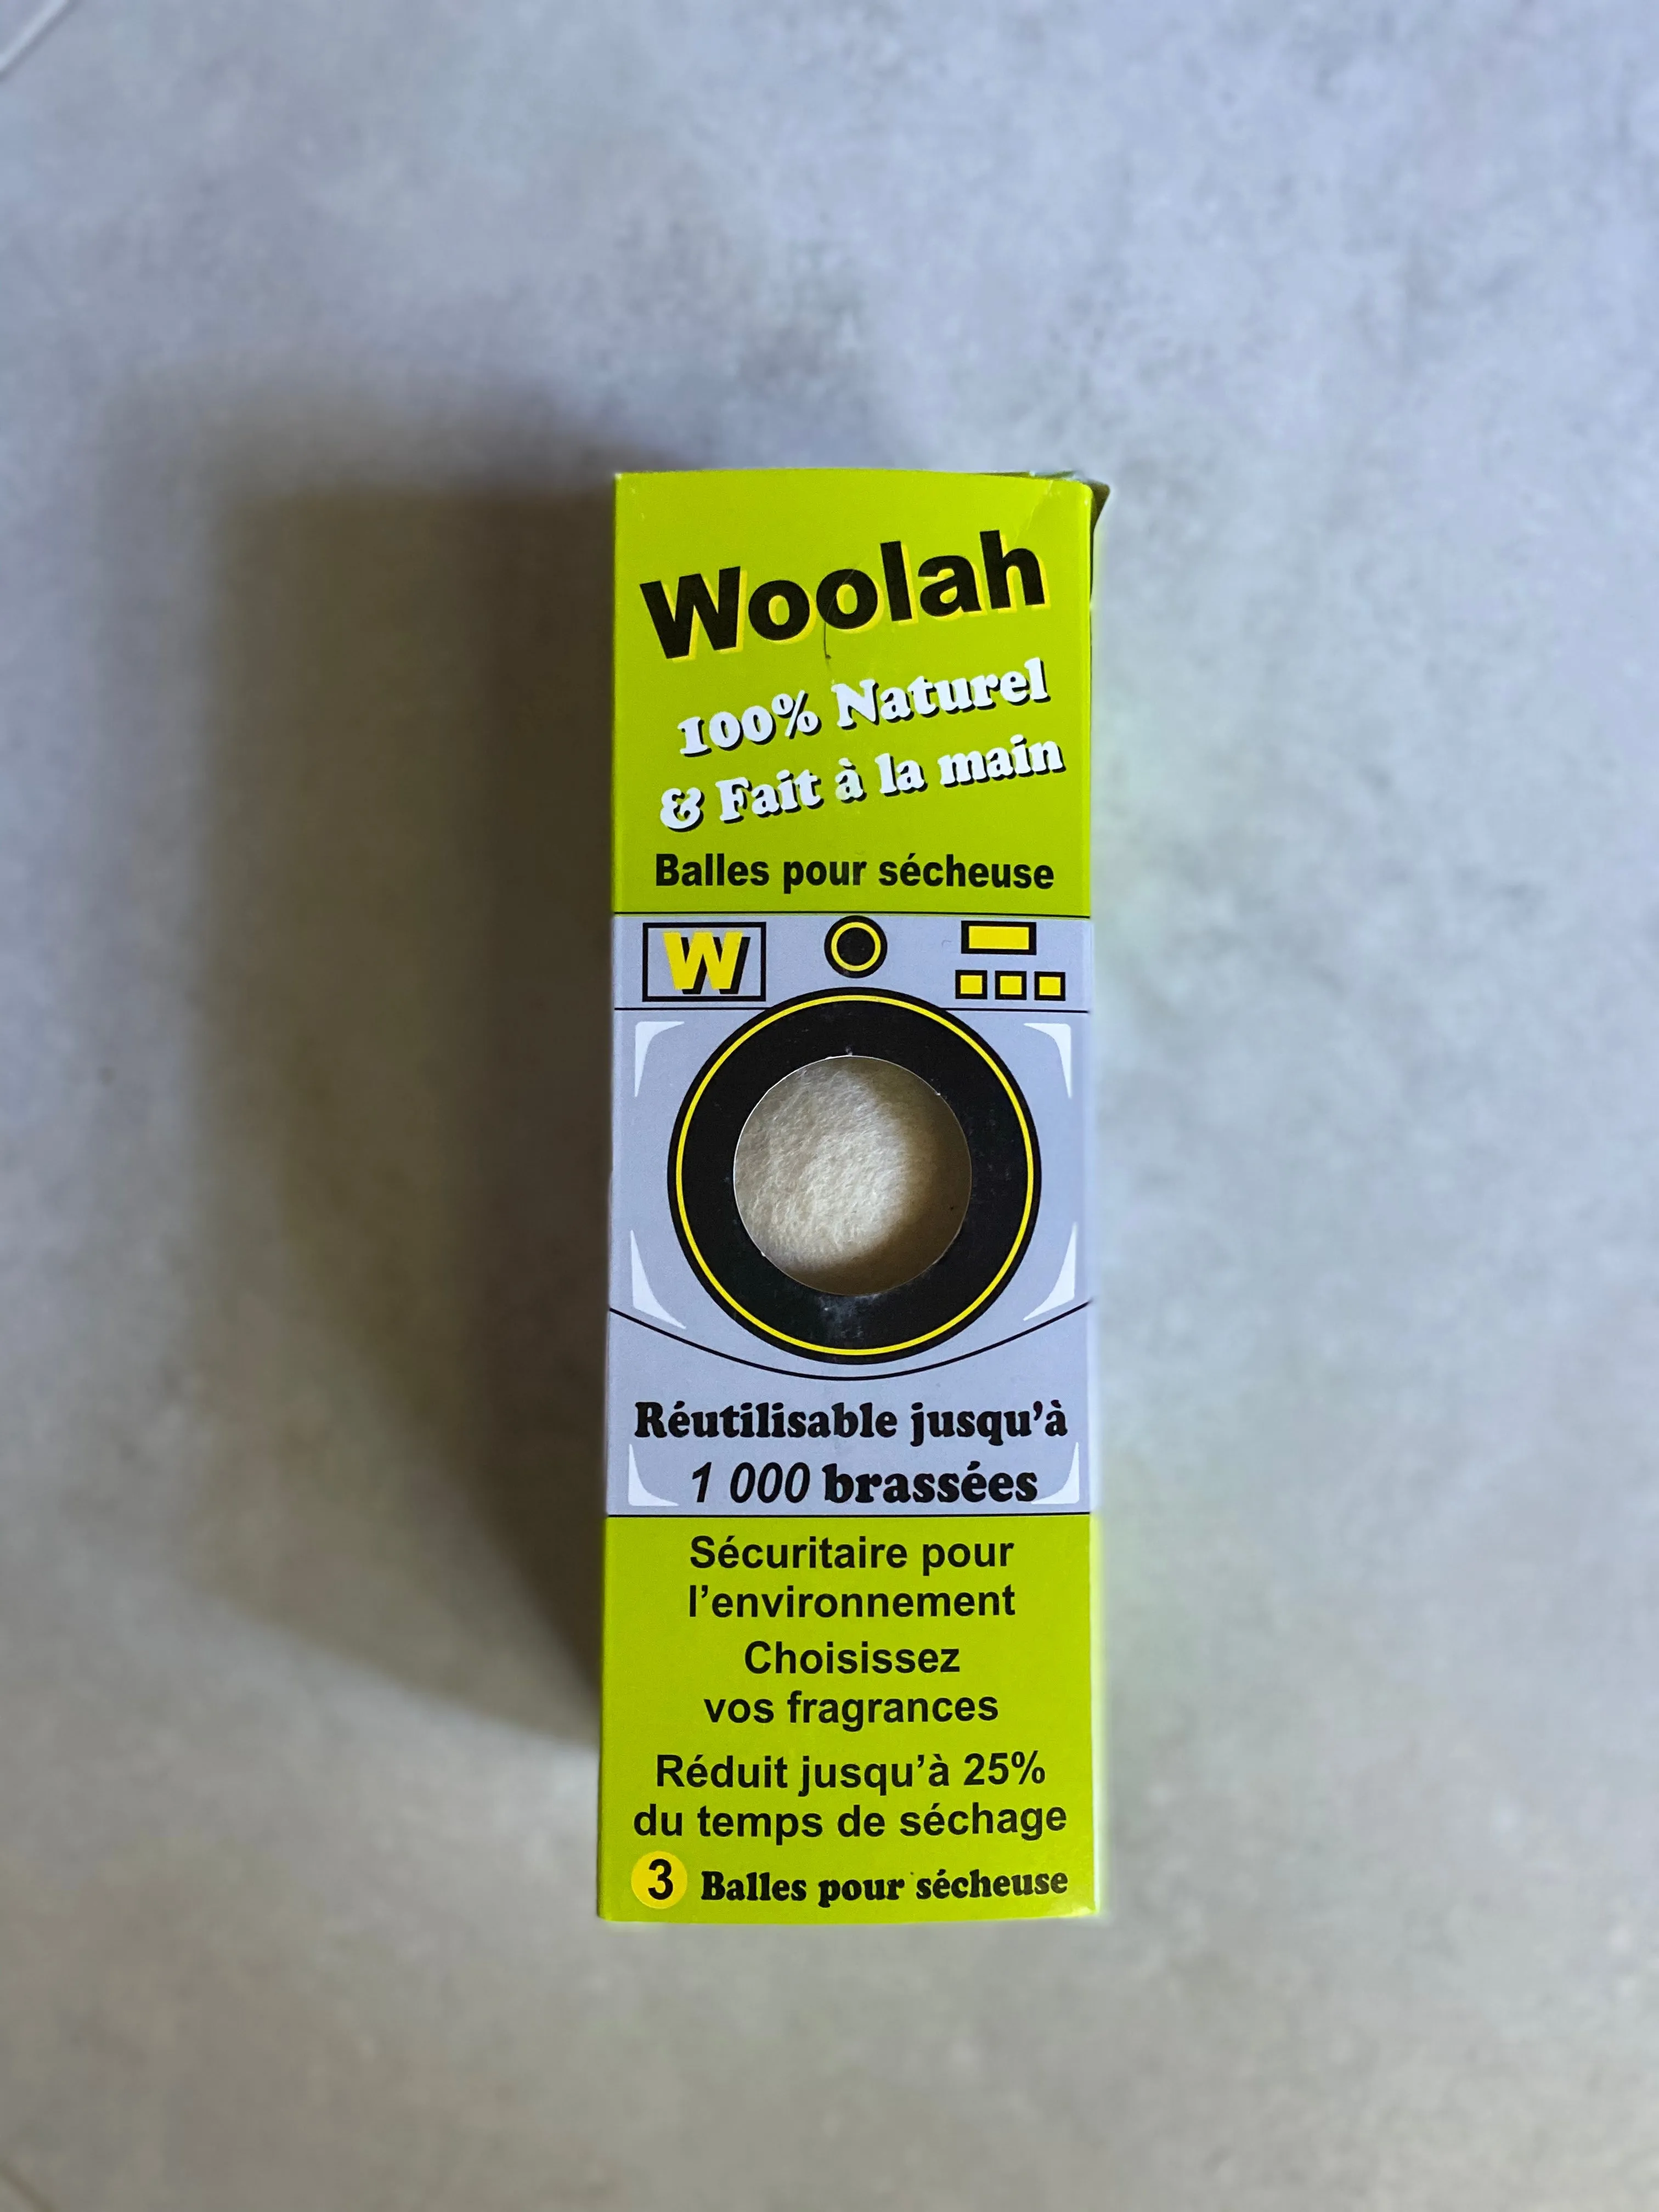 Woolah
100% Naturel
& Fait à la main
Balles pour sécheuse
W
Réutilisable jusqu'à
1 000 brassées
Sécuritaire pour
l'environnement
Choisissez
vos fragrances
Réduit jusqu'à 25%
du temps de séchage
3 Balles pour sécheuse